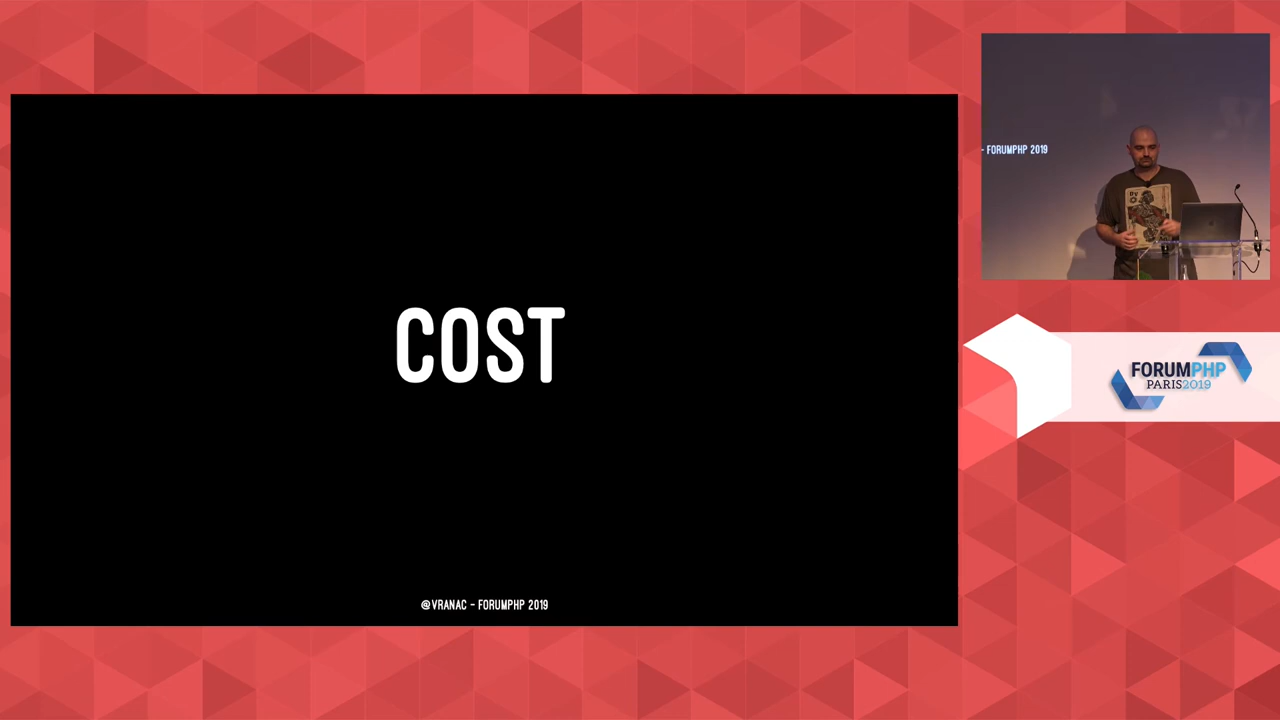 COST
@VRANAC - FORUMPHP 2019
- FORUMPHP 2019
FORUMPHP
PARIS2019